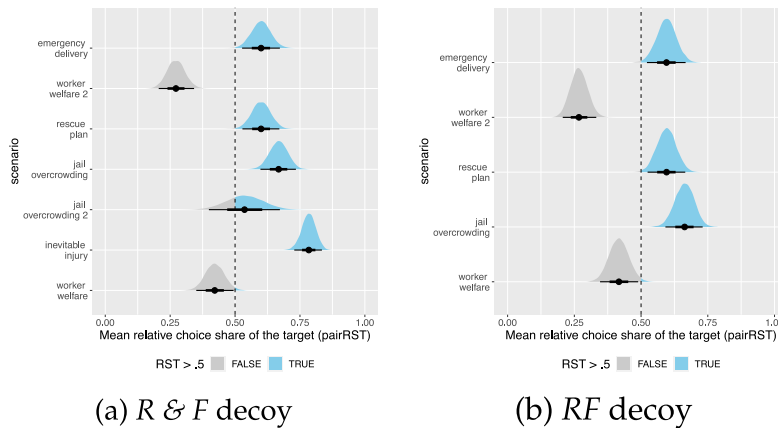 scenario
emergency
delivery
worker
welfare 2
rescue
plan
jail
overcrowding
jail
overcrowding 2
inevitable
injury
worker
welfare
0.00 0.25 0.50 0.75 1.00
Mean relative choice share of the target (pairRST)
RST > .5 FALSE TRUE
(a) R & F decoy
scenario
emergency
delivery
worker
welfare 2
rescue
plan
jail
overcrowding
worker
welfare
0.00 0.25 0.50 0.75 1.00
Mean relative choice share of the target (pairRST)
RST > .5 FALSE TRUE
(b) RF decoy